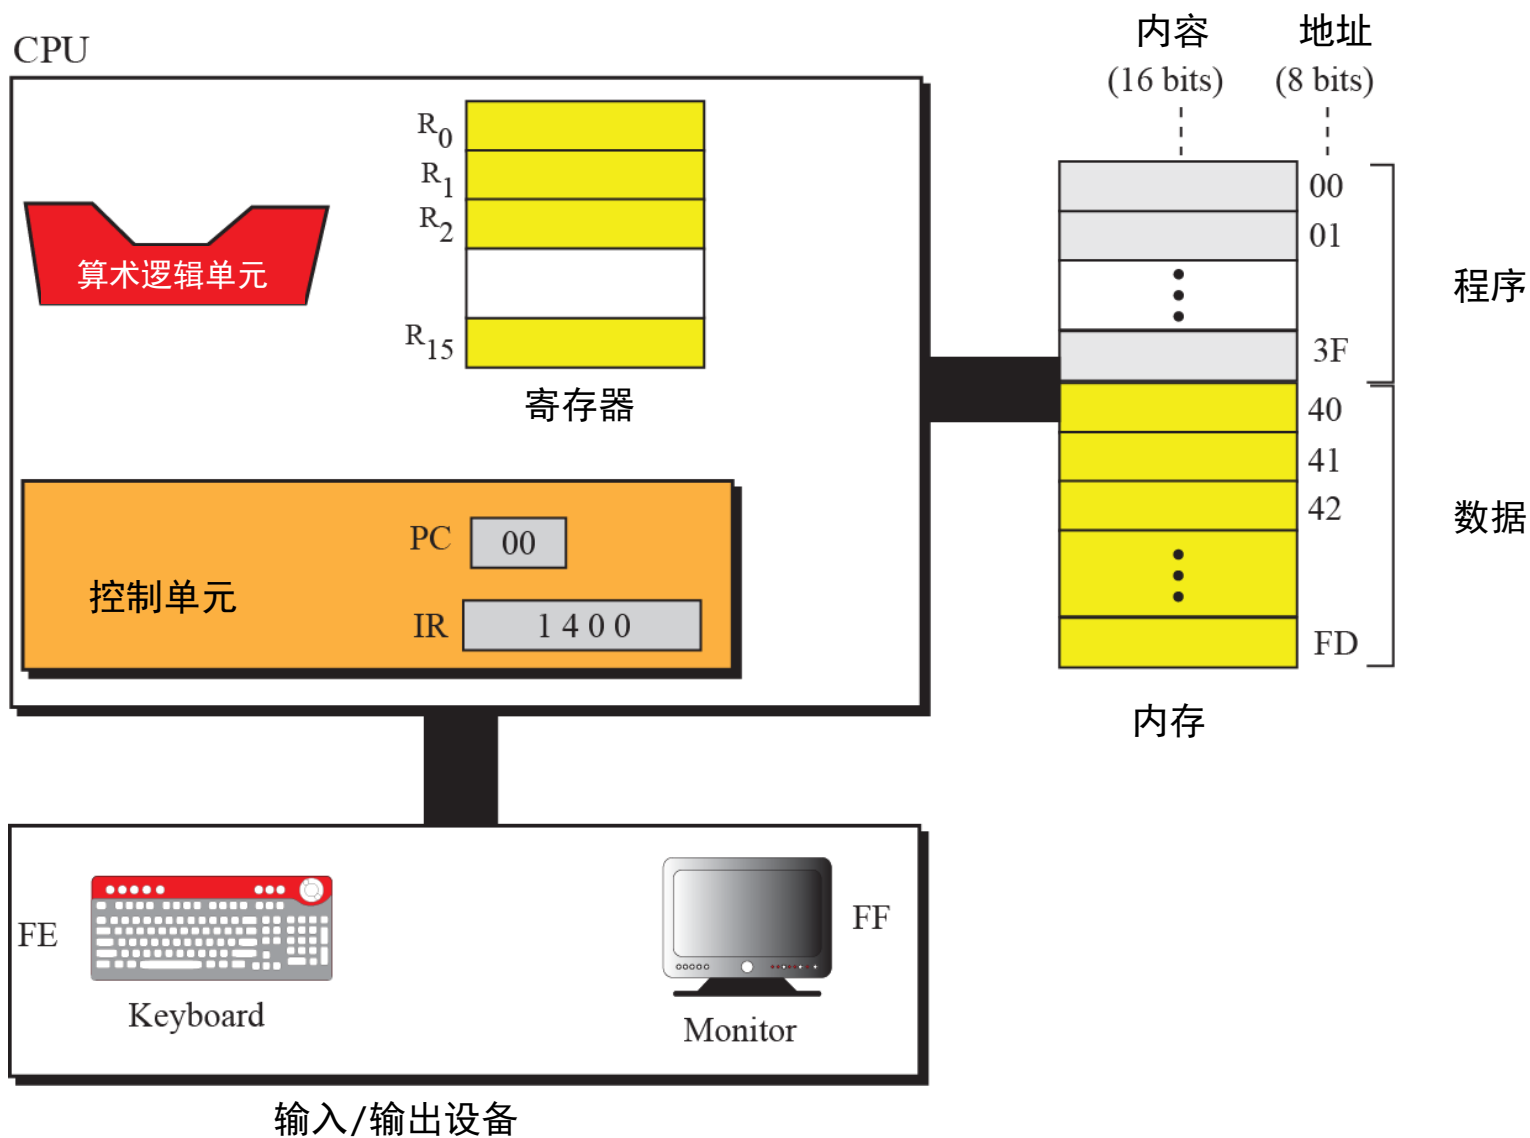 CPU
R0
R1
R2
R15
寄存器
算术逻辑单元
控制单元
PC 00
IR 1 4 0 0
内容 地址
(16 bits) (8 bits)
00
01
3F
程序
40
41
42
FD
数据
内存
FE
Keyboard
FF
Monitor
输入/输出设备